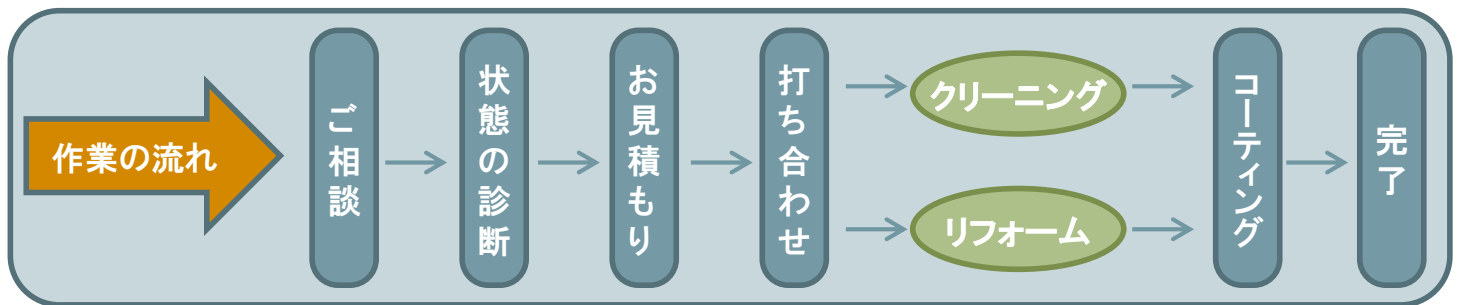 作業の流れ
ご相談
状態の診断
お見積もり
打ち合わせ
クリーニング
リフォーム
コーティング
完了